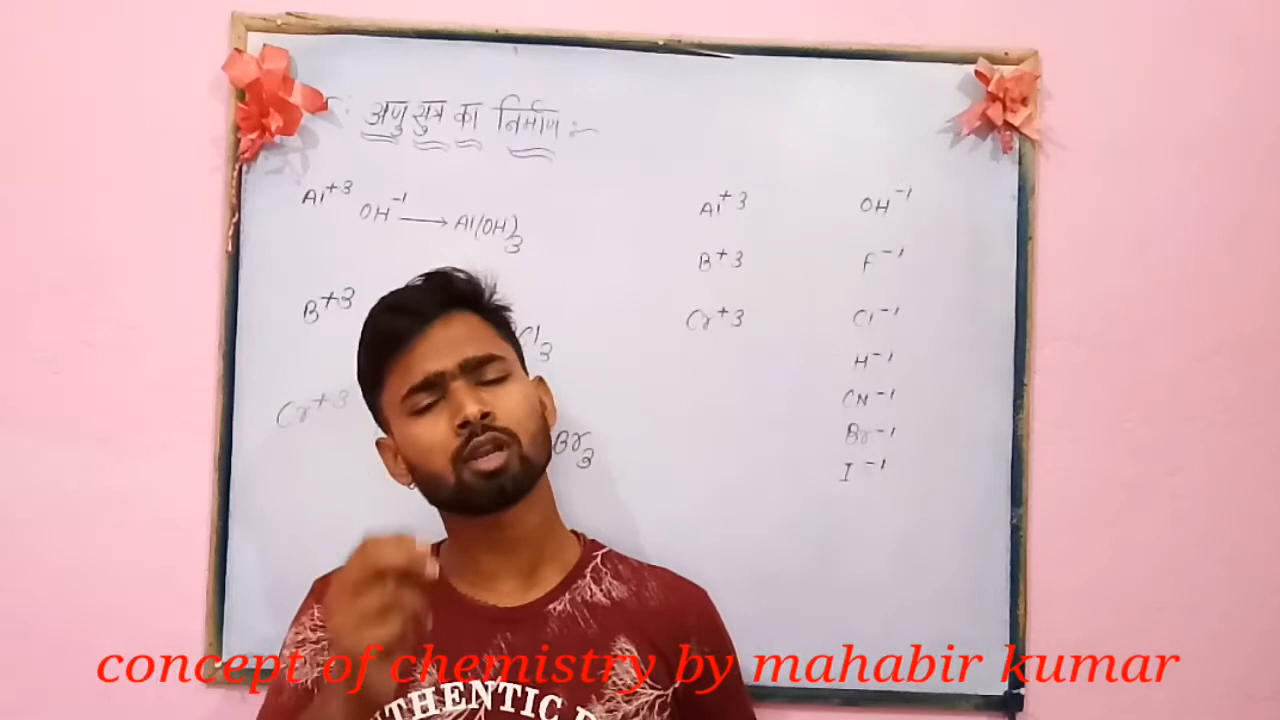 अणु सुत्र का निर्माण :-
Al+3 OH-1 → Al(OH)3
B+3 Cl3
Cr+3 Br3
Al+3 OH-1
B+3 F-1
Cr+3 Cl-1
H-1
CN-1
Br-1
I-1
THENTIC
concept of chemistry by mahabir kumar